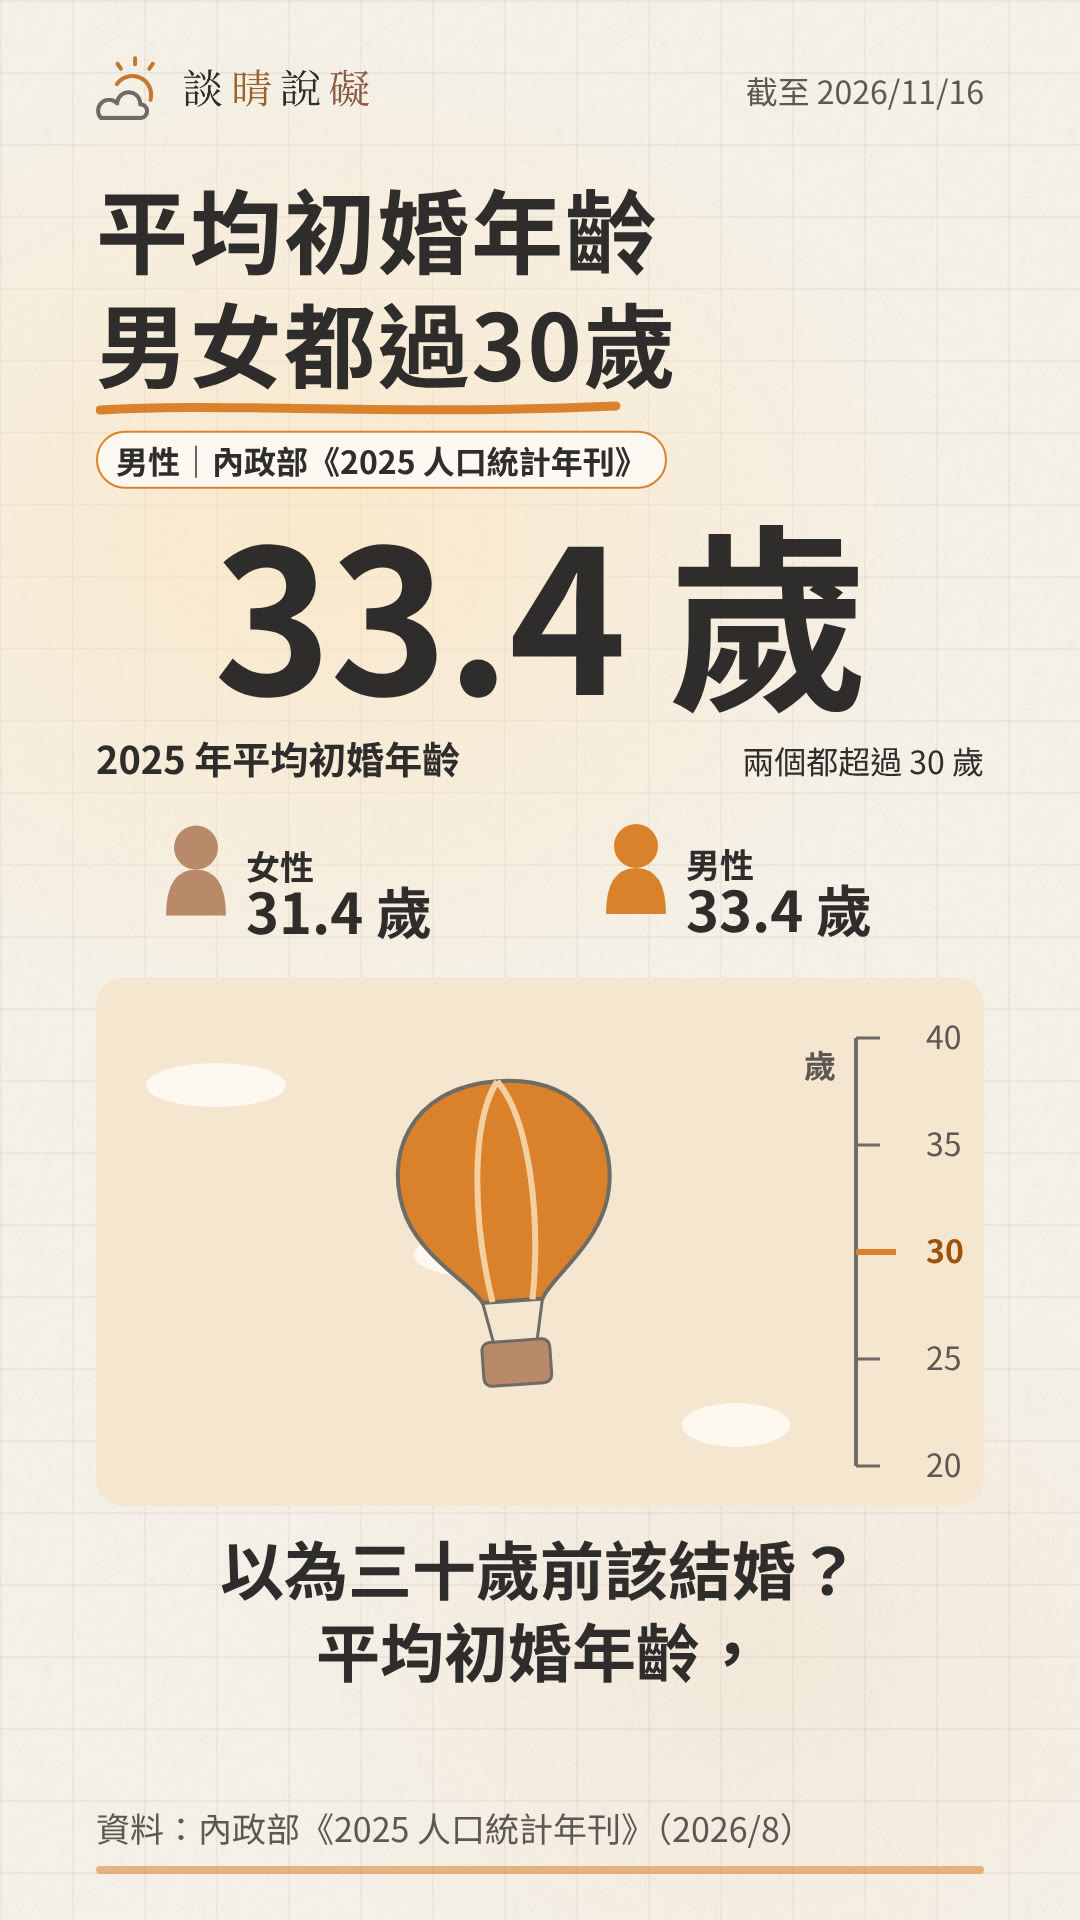 談晴說礙
截至 2026/11/16
平均初婚年齡
男女都過30歲
男性｜內政部《2025 人口統計年刊》
33.4 歲
2025 年平均初婚年齡
兩個都超過 30 歲
女性
31.4 歲
男性
33.4 歲
歲
40
35
30
25
20
以為三十歲前該結婚？
平均初婚年齡，
資料：內政部《2025 人口統計年刊》（2026/8）